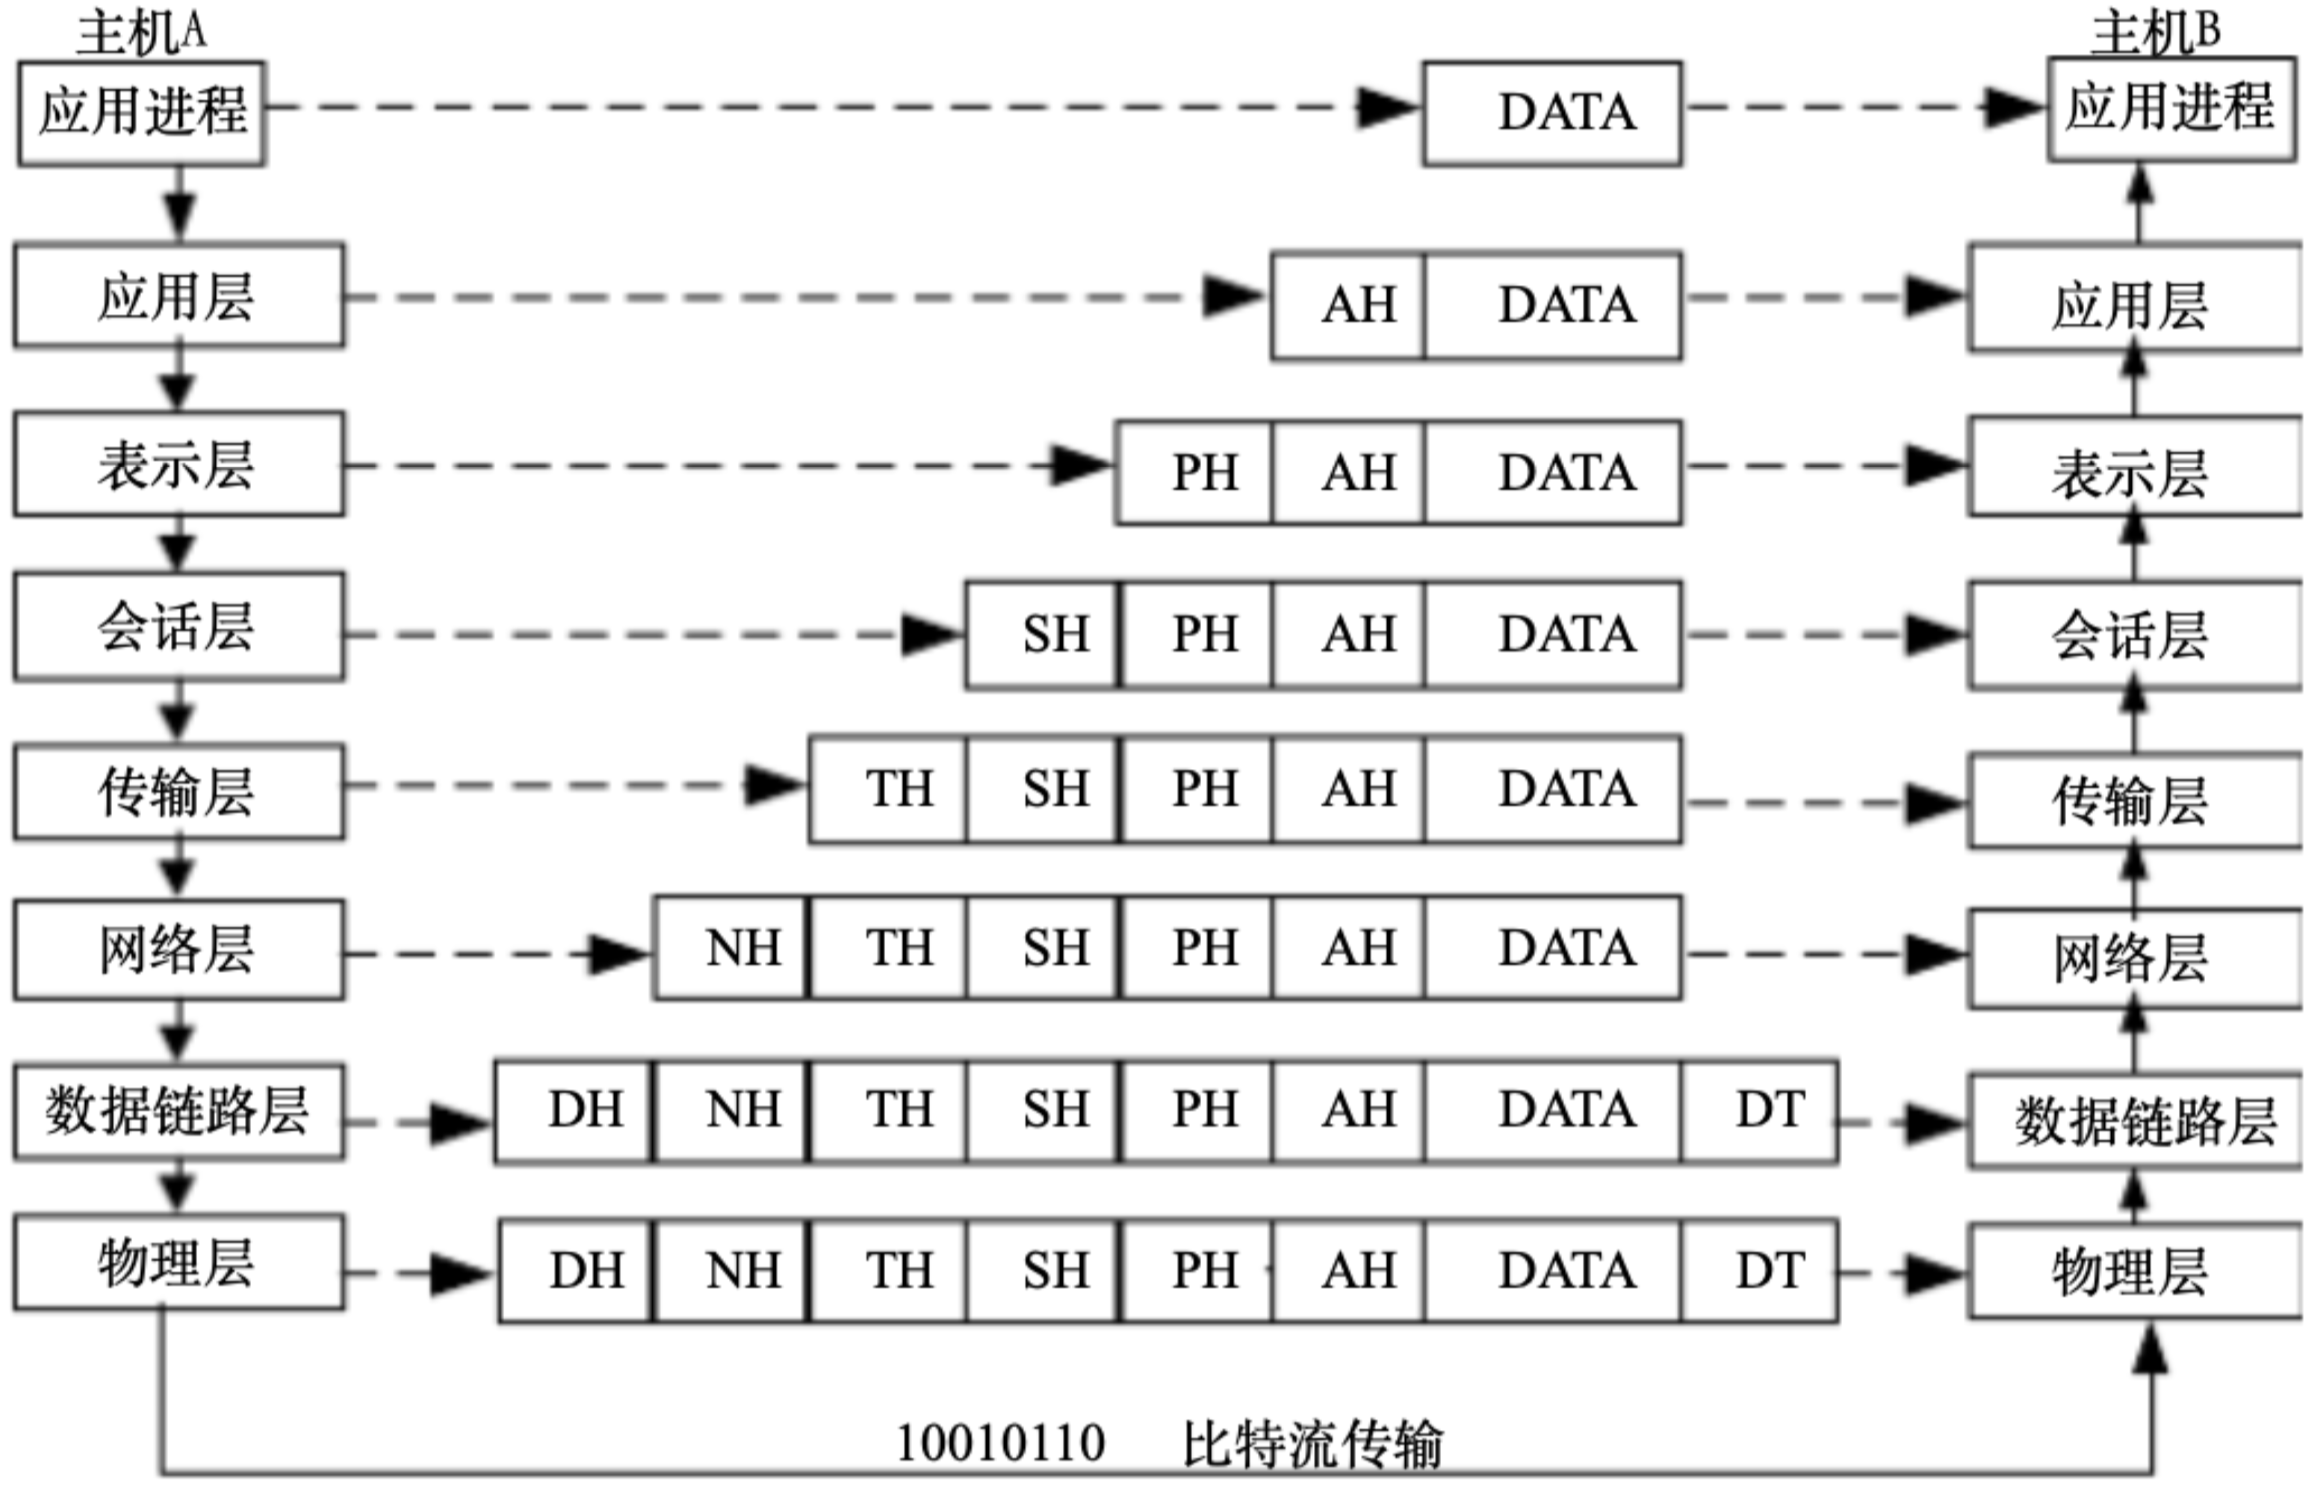 主机A 主机B
应用进程 DATA 应用进程
应用层 AH DATA 应用层
表示层 PH AH DATA 表示层
会话层 SH PH AH DATA 会话层
传输层 TH SH PH AH DATA 传输层
网络层 NH TH SH PH AH DATA 网络层
数据链路层 DH NH TH SH PH AH DATA DT 数据链路层
物理层 DH NH TH SH PH AH DATA DT 物理层
10010110 比特流传输